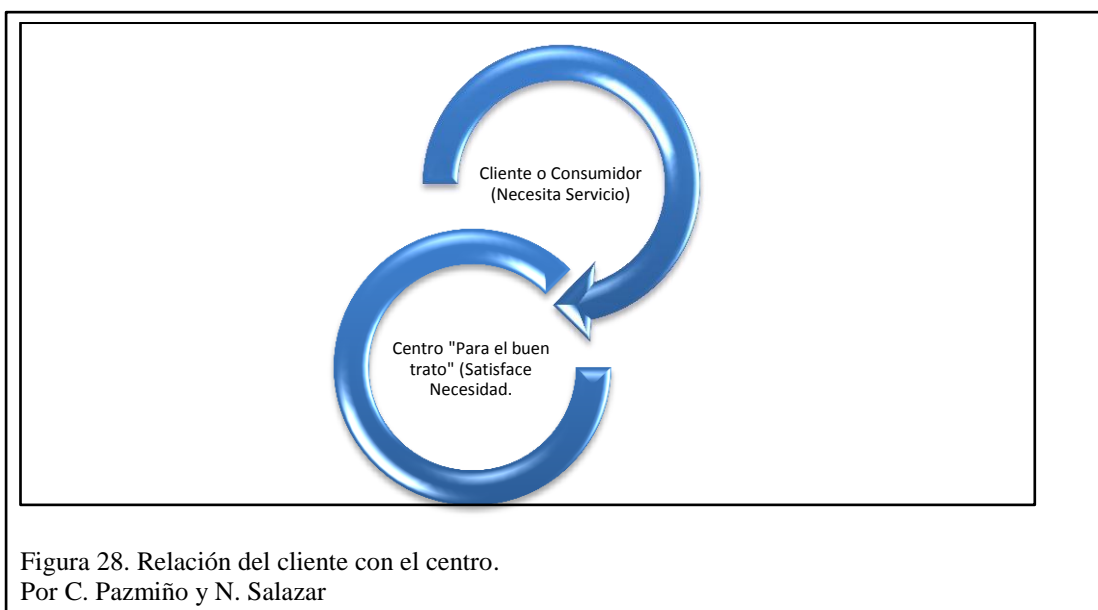 Cliente o Consumidor
(Necesita Servicio)
Centro "Para el buen
trato" (Satisface
Necesidad.
Figura 28. Relación del cliente con el centro.
Por C. Pazmiño y N. Salazar